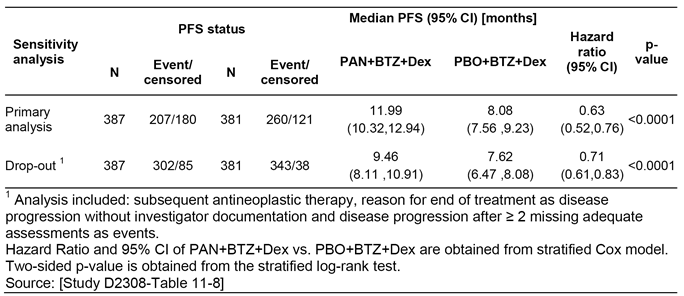 PFS status
Median PFS (95% CI) [months]
Sensitivity analysis
N
Event/ censored
N
Event/ censored
PAN+BTZ+Dex
PBO+BTZ+Dex
Hazard ratio (95% CI)
p-value
Primary analysis
387
207/180
381
260/121
11.99 (10.32,12.94)
8.08 (7.56 ,9.23)
0.63 (0.52,0.76)
<0.0001
Drop-out 1
387
302/85
381
343/38
9.46 (8.11 ,10.91)
7.62 (6.47 ,8.08)
0.71 (0.61,0.83)
<0.0001
1 Analysis included: subsequent antineoplastic therapy, reason for end of treatment as disease
progression without investigator documentation and disease progression after ≥ 2 missing adequate
assessments as events.
Hazard Ratio and 95% CI of PAN+BTZ+Dex vs. PBO+BTZ+Dex are obtained from stratified Cox model.
Two-sided p-value is obtained from the stratified log-rank test.
Source: [Study D2308-Table 11-8]